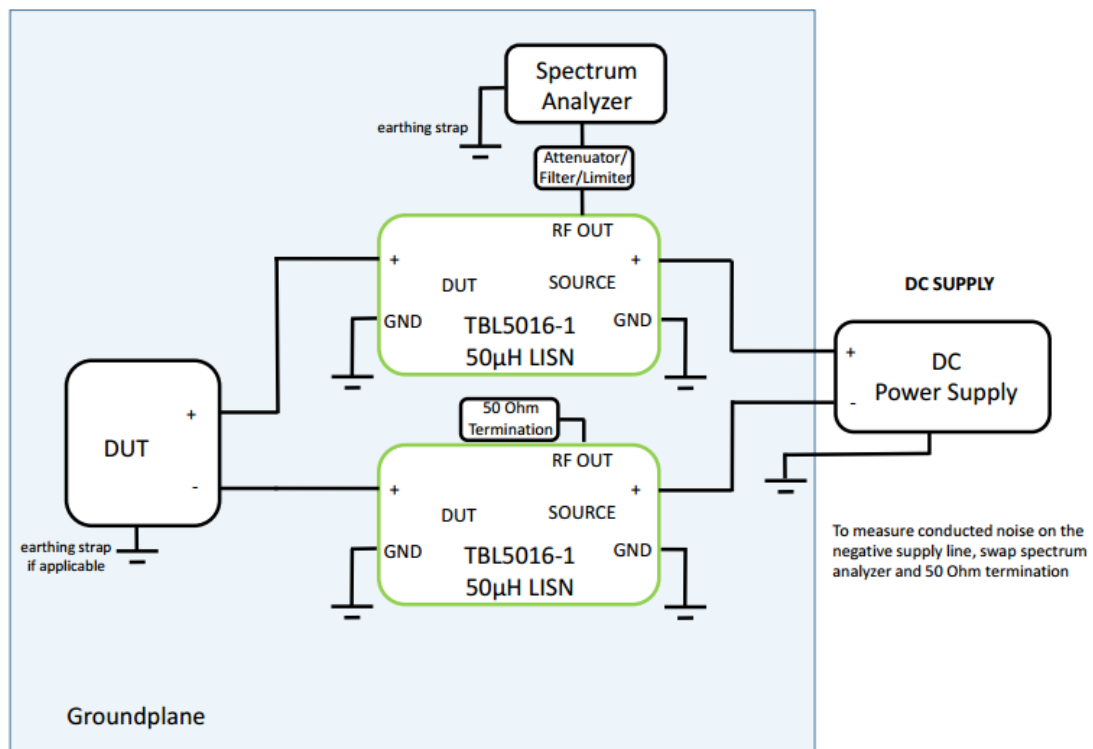 Spectrum
Analyzer
earthing strap
Attenuator/
Filter/Limiter
RF OUT
+
+
DUT
SOURCE
GND
TBL5016-1
GND
50µH LISN
DC SUPPLY
+
DC
Power Supply
-
50 Ohm
Termination
RF OUT
+
+
DUT
SOURCE
GND
TBL5016-1
GND
50µH LISN
+
DUT
-
earthing strap
if applicable
To measure conducted noise on the
negative supply line, swap spectrum
analyzer and 50 Ohm termination
Groundplane